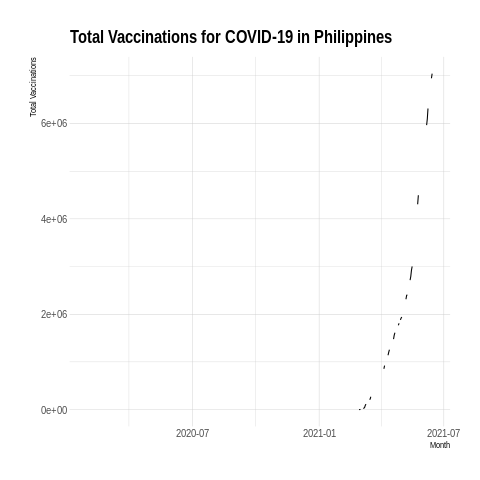 Total Vaccinations for COVID-19 in Philippines
Total Vaccinations
6e+06
4e+06
2e+06
0e+00
2020-07 2021-01 2021-07
Month